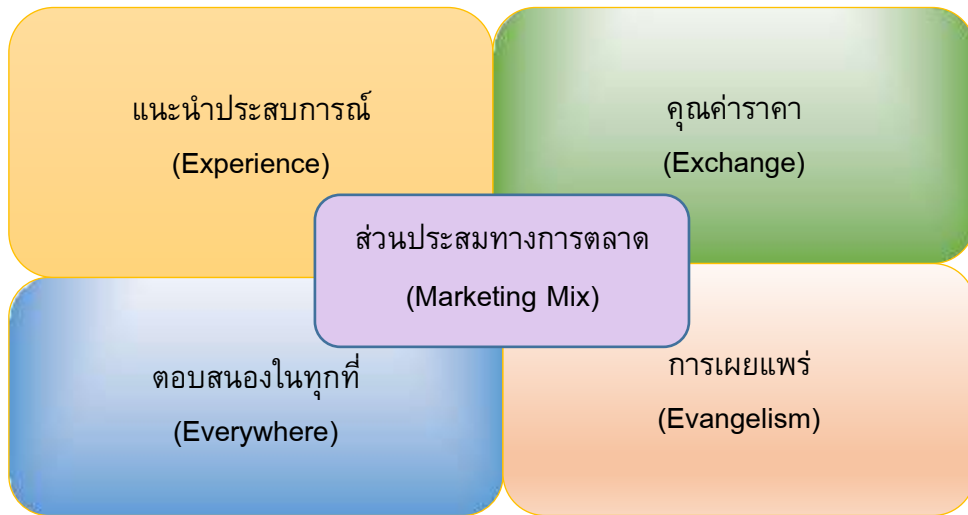 แนะนำประสบการณ์
(Experience)
คุณค่าราคา
(Exchange)
ส่วนประสมทางการตลาด
(Marketing Mix)
ตอบสนองในทุกที่
(Everywhere)
การเผยแพร่
(Evangelism)